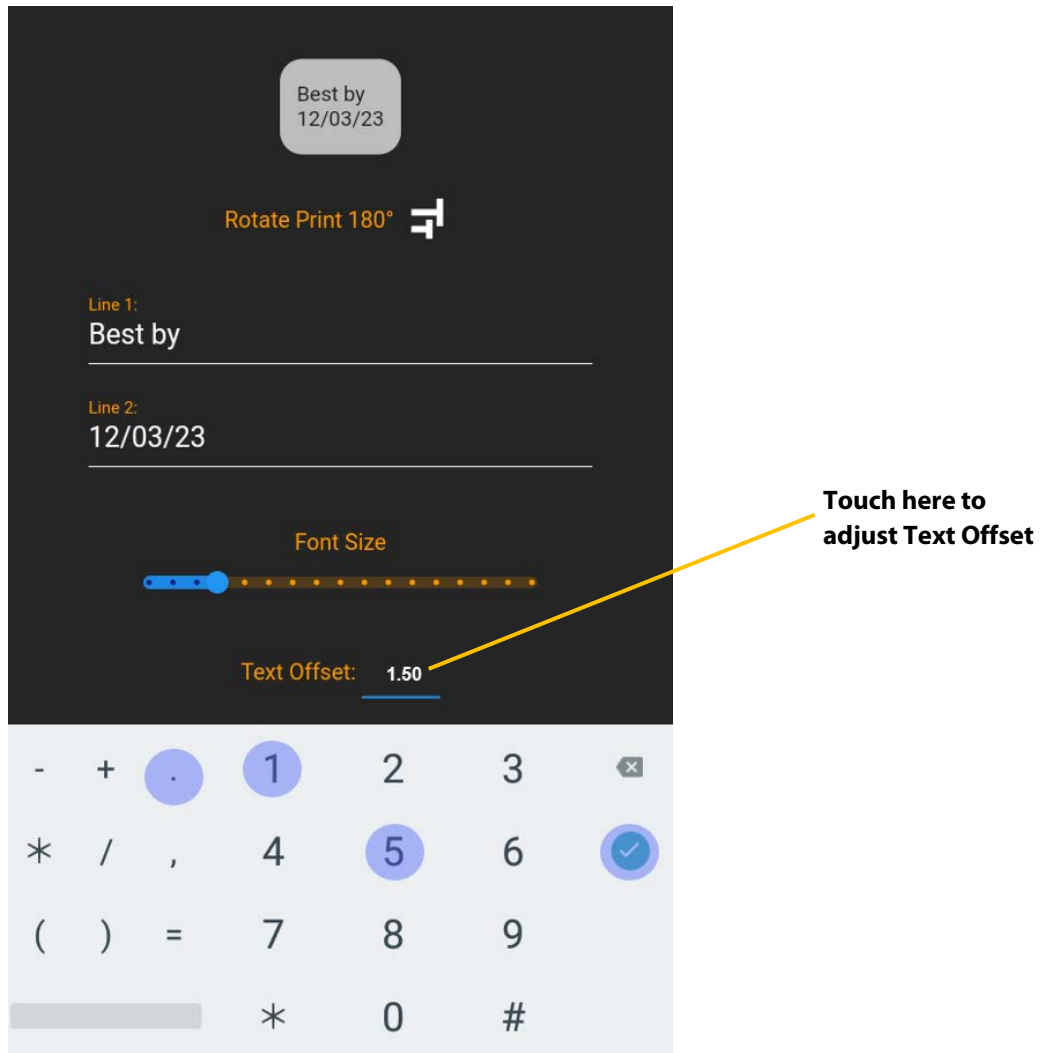 Best by
12/03/23
Rotate Print 180°
Line 1:
Best by
Line 2:
12/03/23
Touch here to
adjust Text Offset
Font Size
Text Offset: 1.50
- + . 1 2 3
* / , 4 5 6
( ) = 7 8 9
* 0 #